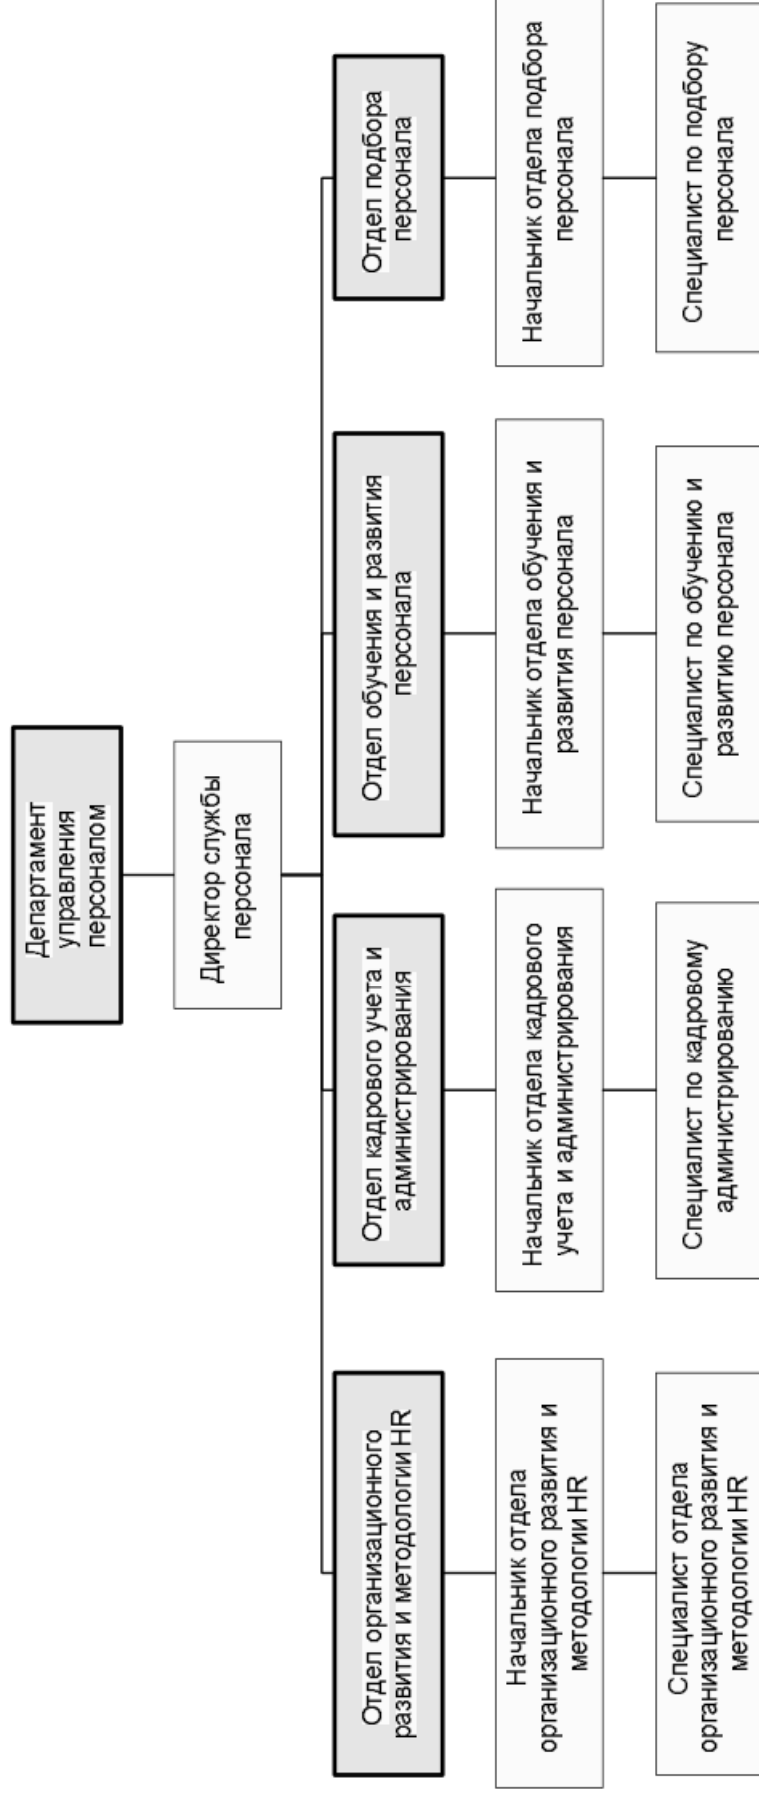 Департамент
управления
персоналом
Директор службы
персонала
Отдел организационного
развития и методологии HR
Отдел кадрового учета и
администрирования
Отдел обучения и развития
персонала
Отдел подбора
персонала
Начальник отдела
организационного развития и
методологии HR
Начальник отдела кадрового
учета и администрирования
Начальник отдела обучения и
развития персонала
Начальник отдела подбора
персонала
Специалист отдела
организационного развития и
методологии HR
Специалист по кадровому
администрированию
Специалист по обучению и
развитию персонала
Специалист по подбору
персонала